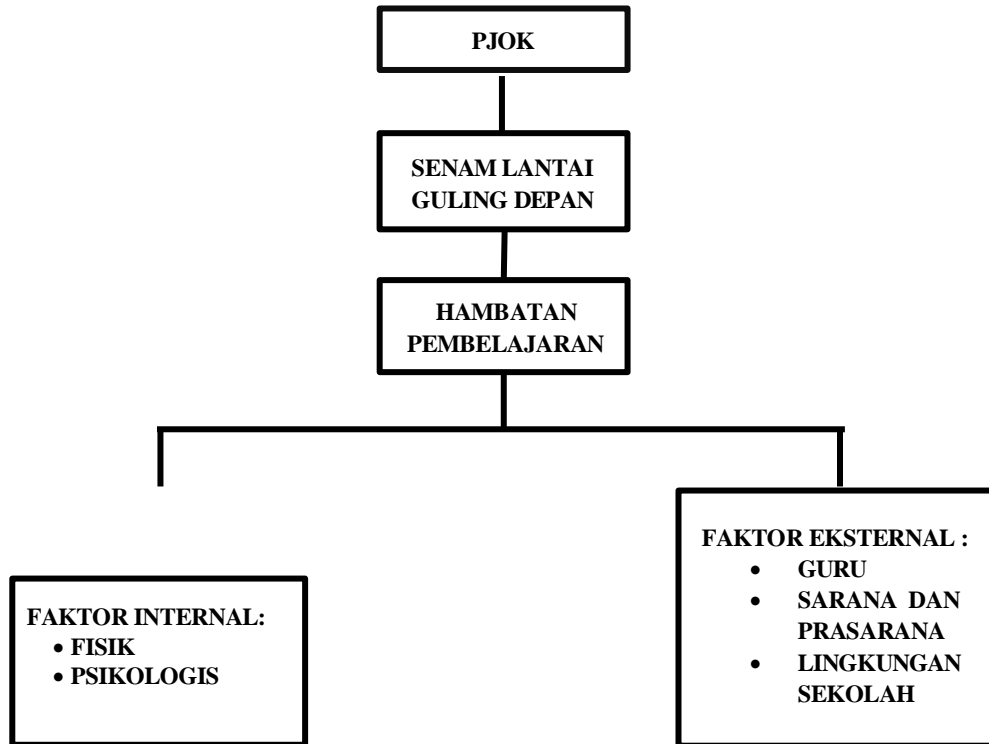 PJOK
SENAM LANTAI
GULING DEPAN
HAMBATAN
PEMBELAJARAN
FAKTOR INTERNAL:
• FISIK
• PSIKOLOGIS
FAKTOR EKSTERNAL :
• GURU
• SARANA DAN
PRASARANA
• LINGKUNGAN
SEKOLAH